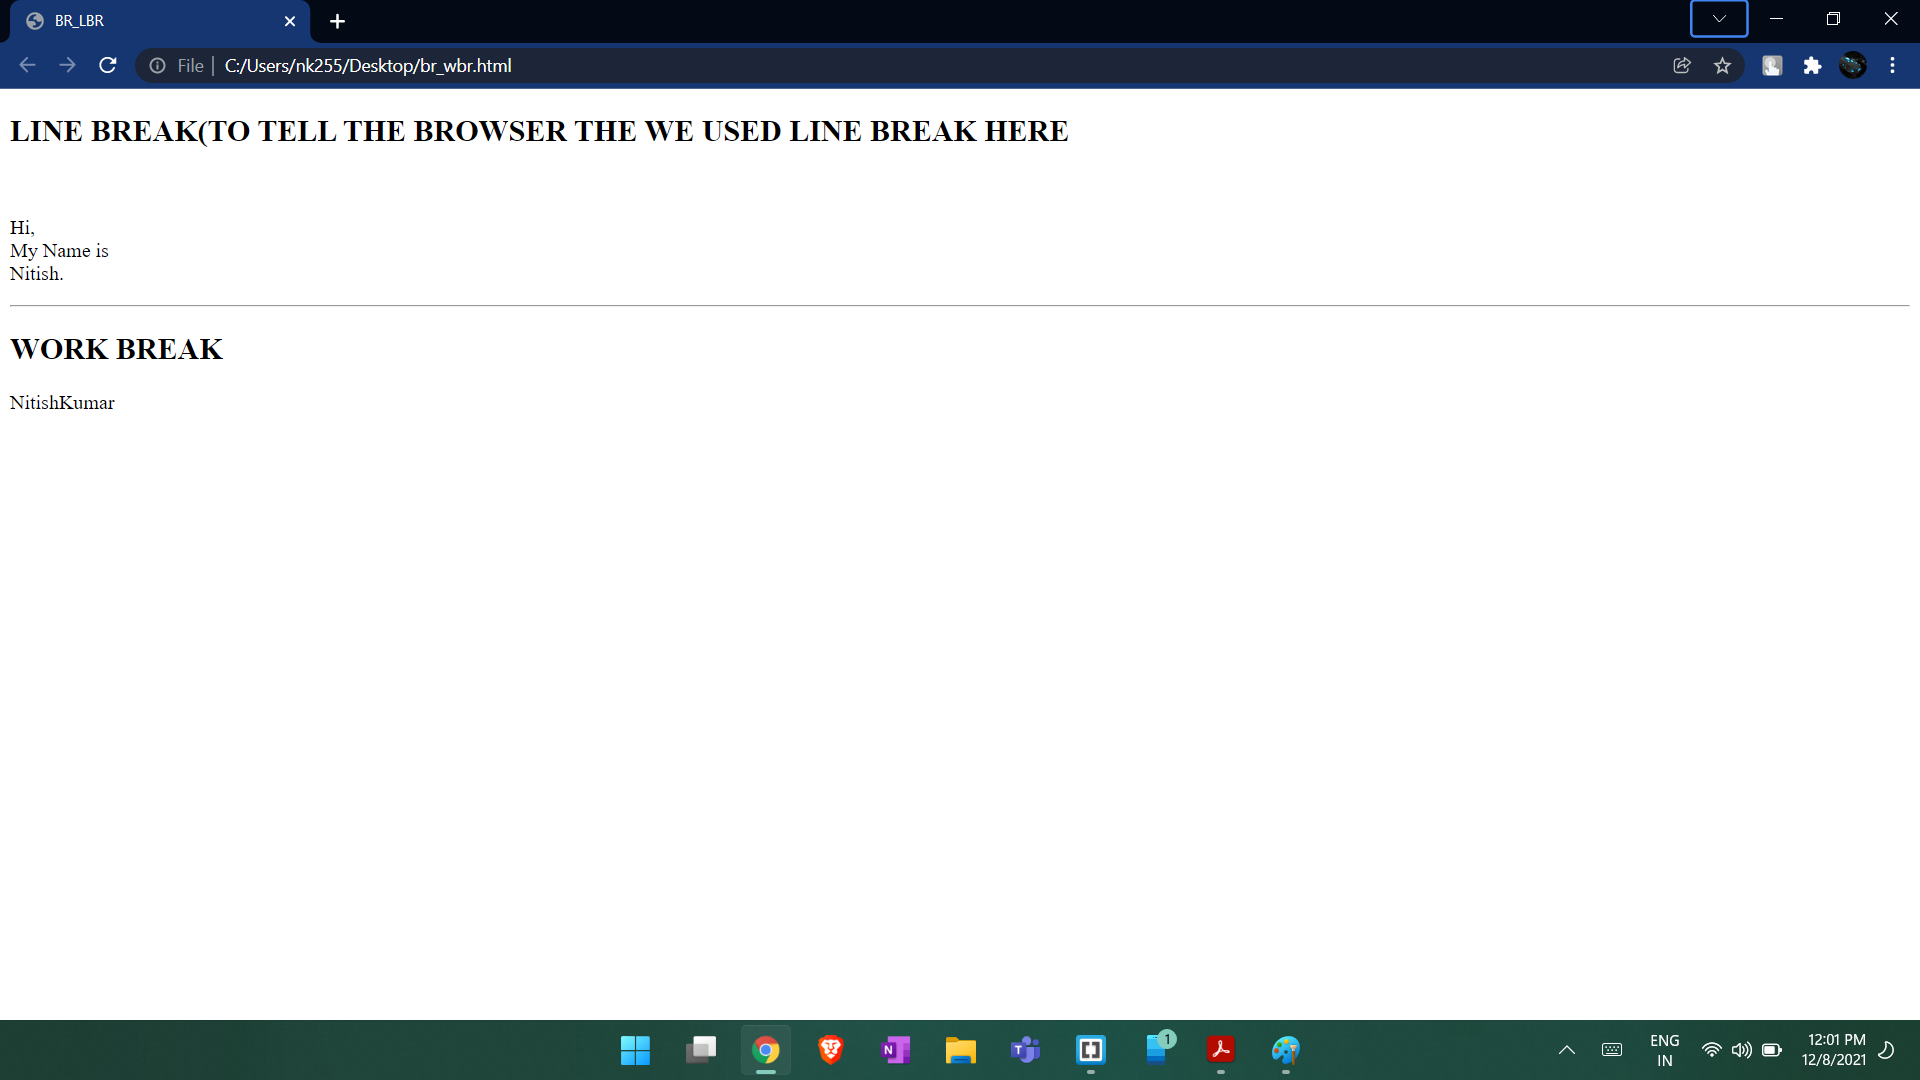 BR_LBR
File
C:/Users/nk255/Desktop/br_wbr.html
LINE BREAK(TO TELL THE BROWSER THE WE USED LINE BREAK HERE
Hi,
My Name is
Nitish.
WORK BREAK
NitishKumar
1
ENG
IN
12:01 PM
12/8/2021